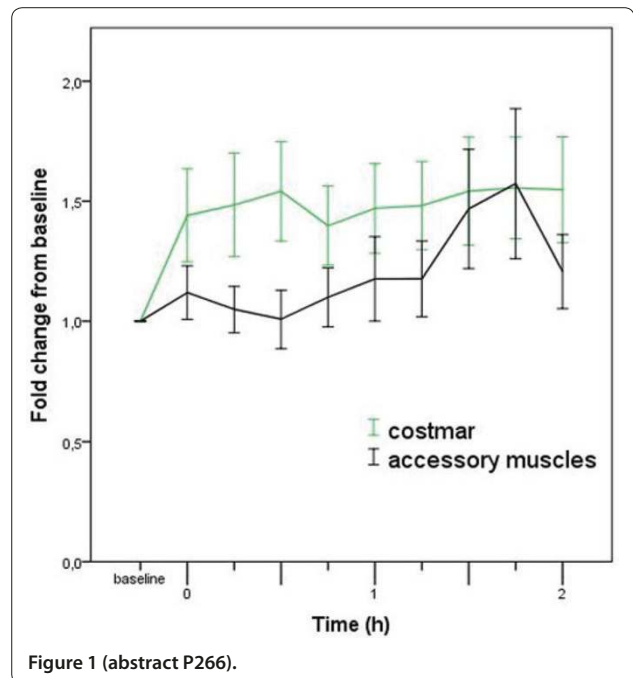 2,0
1,5
1,0
0,5
0,0
Fold change from baseline
costmar
accessory muscles
baseline
0
1
2
Time (h)
Figure 1 (abstract P266).